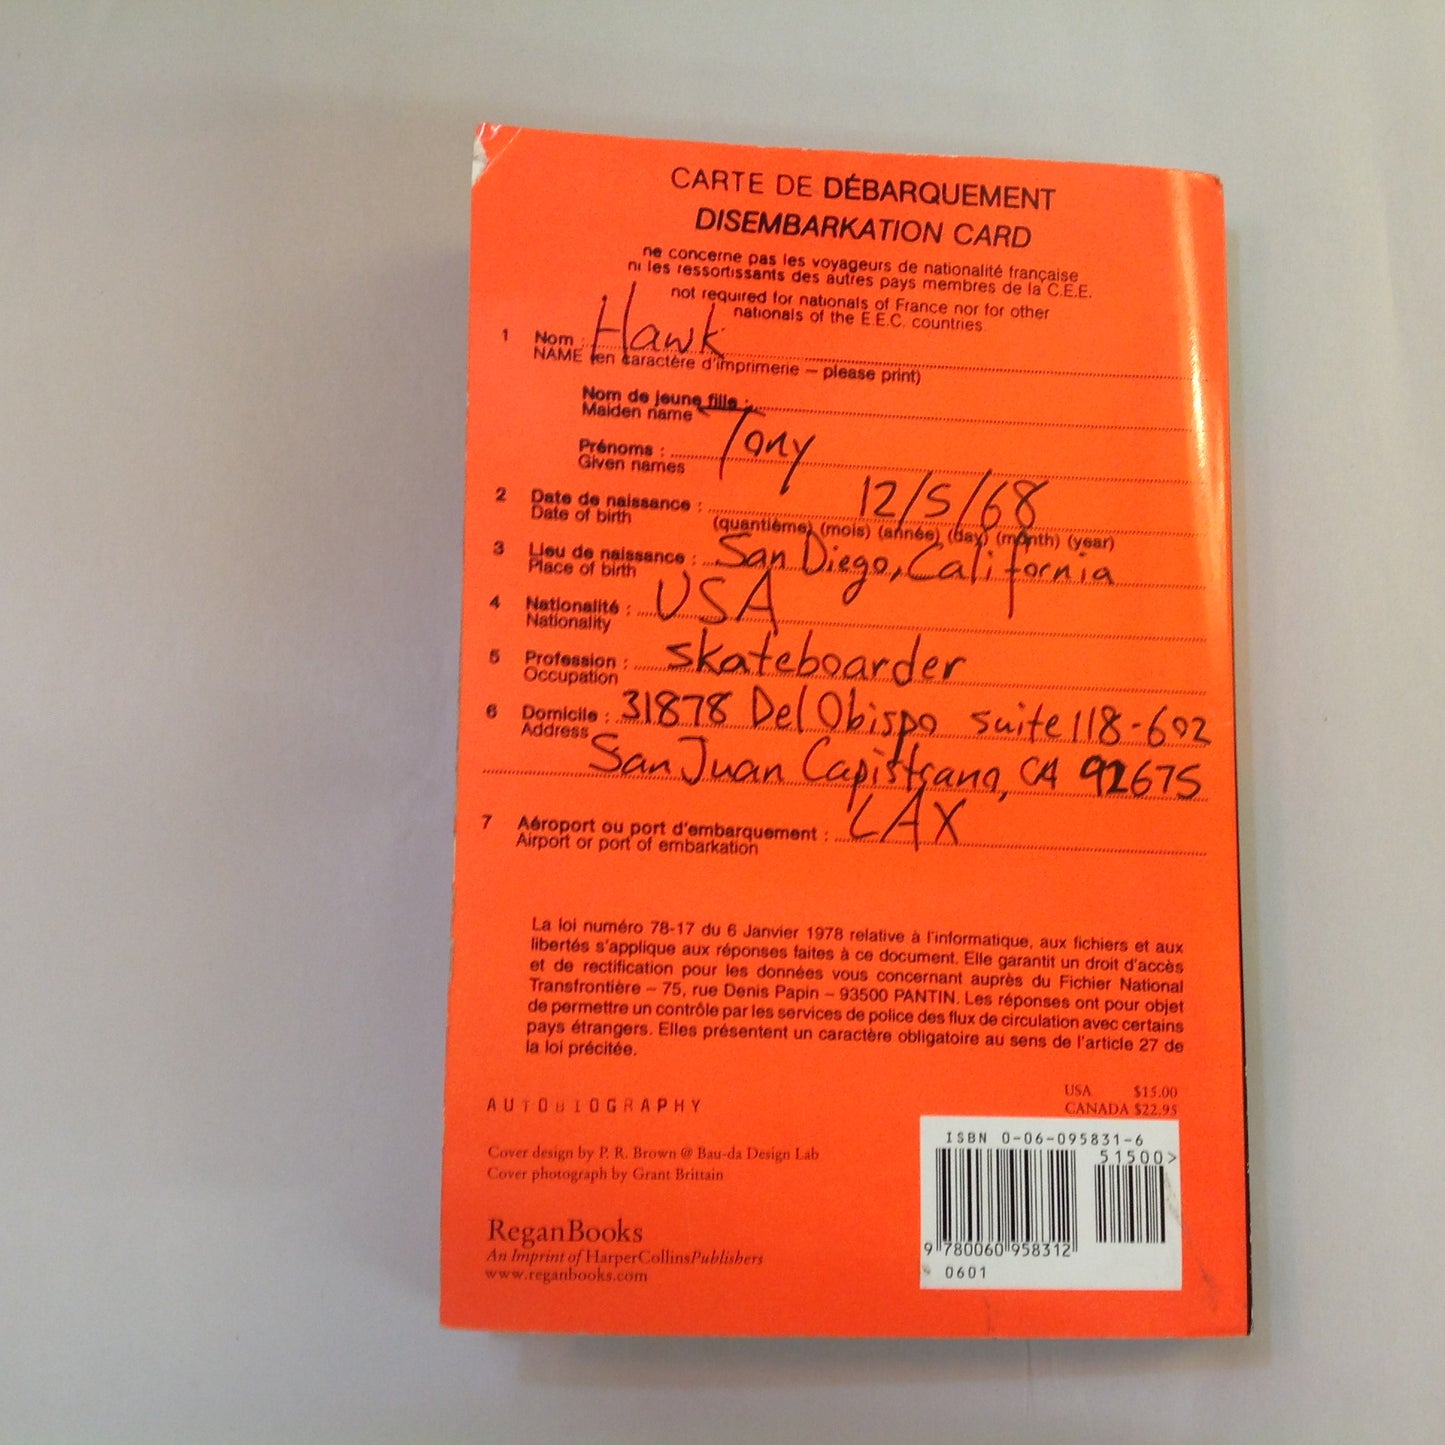 CARTE DE DÉBARQUEMENT
DISEMBARKATION CARD
ne concerne pas les voyageurs de nationalité française
ni les ressortissants des autres pays membres de la C.E.E.
not required for nationals of France nor for other
nationals of the E.E.C. countries
1 Nom : Hawk
NAME (en caractère d'imprimerie – please print)
Nom de jeune fille :
Maiden name
Prénoms : Tony
Given names
2 Date de naissance : 12/5/68
Date of birth (quantième) (mois) (année) (day) (month) (year)
3 Lieu de naissance : San Diego, California
Place of birth
4 Nationalité : USA
Nationality
5 Profession : skateboarder
Occupation
6 Domicile : 31878 Del Obispo suite 118-602
Address San Juan Capistrano, CA 92675
7 Aéroport ou port d'embarquement : LAX
Airport or port of embarkation
La loi numéro 78-17 du 6 Janvier 1978 relative à l'informatique, aux fichiers et aux
libertés s'applique aux réponses faites à ce document. Elle garantit un droit d'accès
et de rectification pour les données vous concernant auprès du Fichier National
Transfrontière – 75, rue Denis Papin – 93500 PANTIN. Les réponses ont pour objet
de permettre un contrôle par les services de police des flux de circulation avec certains
pays étrangers. Elles présentent un caractère obligatoire au sens de l'article 27 de
la loi précitée.
AUTOBIOGRAPHY
USA $15.00
CANADA $22.95
Cover design by P. R. Brown @ Bau-da Design Lab
Cover photograph by Grant Brittain
ReganBooks
An Imprint of HarperCollinsPublishers
www.reganbooks.com
ISBN 0-06-095831-6
51500>
9 780060 958312
0601